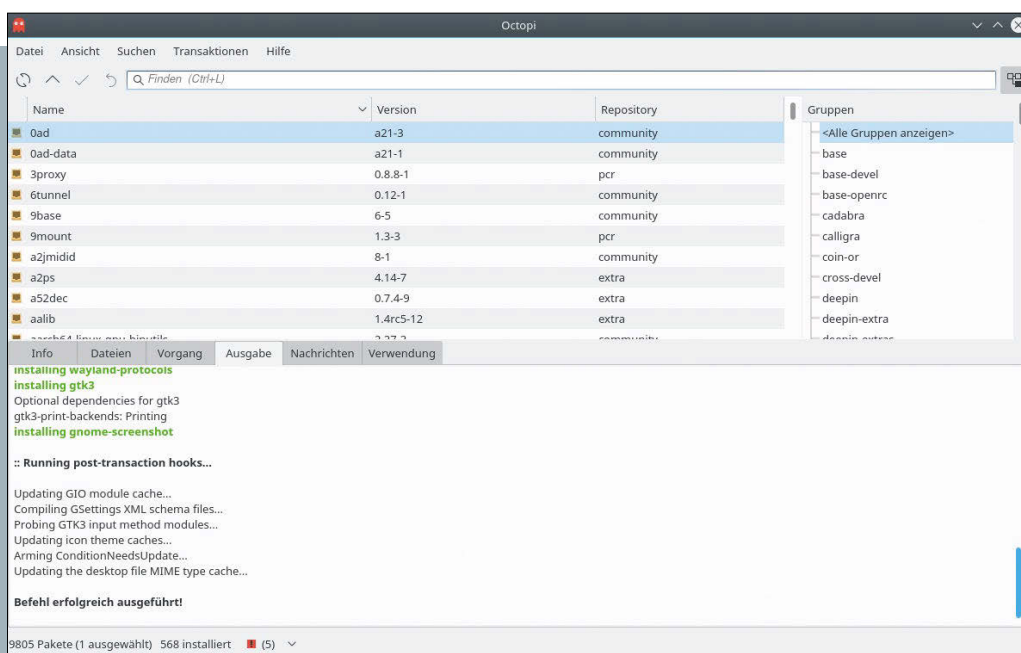 Octopi
Datei Ansicht Suchen Transaktionen Hilfe
Finden (Ctrl+L)
Name Version Repository Gruppen
0ad a21-3 community <Alle Gruppen anzeigen>
0ad-data a21-1 community base
3proxy 0.8.8-1 pcr base-devel
6tunnel 0.12-1 community base-openrc
9base 6-5 community cadabra
9mount 1.3-3 pcr calligra
a2jmidid 8-1 community coin-or
a2ps 4.14-7 extra cross-devel
a52dec 0.7.4-9 extra deepin
aalib 1.4rc5-12 extra deepin-extra
aarch64-linux-gnu-binutils community deepin-extras
Info Dateien Vorgang Ausgabe Nachrichten Verwendung
installing wayland-protocols
installing gtk3
Optional dependencies for gtk3
gtk3-print-backends: Printing
installing gnome-screenshot
:: Running post-transaction hooks...
Updating GIO module cache...
Compiling GSettings XML schema files...
Probing GTK3 input method modules...
Updating icon theme caches...
Arming ConditionNeedsUpdate...
Updating the desktop file MIME type cache...
Befehl erfolgreich ausgeführt!
9805 Pakete (1 ausgewählt) 568 installiert (5)